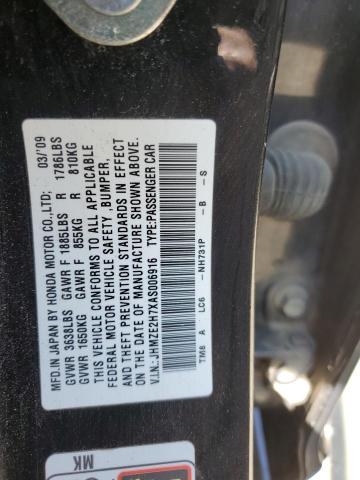 MFD.IN JAPAN BY HONDA MOTOR CO.,LTD; 03/'09
GVWR 3638LBS GAWR F 1885LBS R 1786LBS
GVWR 1650KG GAWR F 855KG R 810KG
THIS VEHICLE CONFORMS TO ALL APPLICABLE
FEDERAL MOTOR VEHICLE SAFETY ,BUMPER,
AND THEFT PREVENTION STANDARDS IN EFFECT
ON THE DATE OF MANUFACTURE SHOWN ABOVE.
V.I.N.: JHMZE2H7XAS006916 TYPE:PASSENGER CAR
TM8 A LC6 -NH731P -B -S
MK